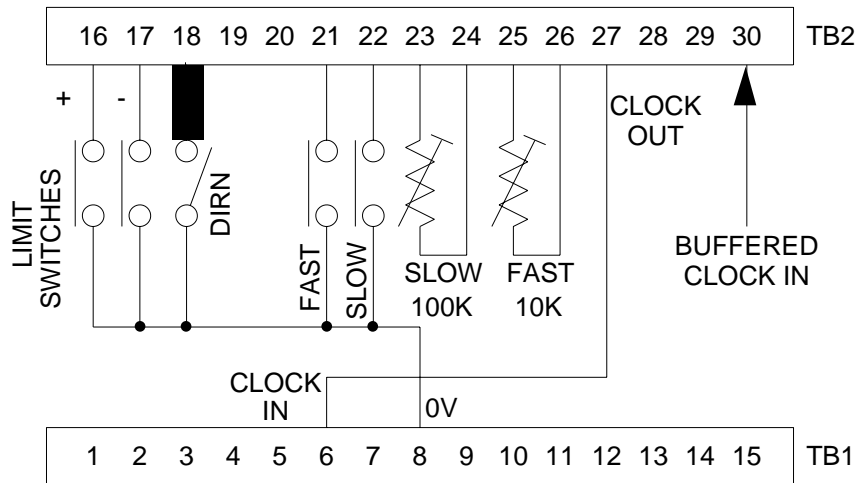 16 17 18 19 20 21 22 23 24 25 26 27 28 29 30 TB2
+ -
CLOCK
OUT
LIMIT
SWITCHES
DIRN
FAST
SLOW
SLOW
100K
FAST
10K
BUFFERED
CLOCK IN
CLOCK
IN
0V
1 2 3 4 5 6 7 8 9 10 11 12 13 14 15 TB1